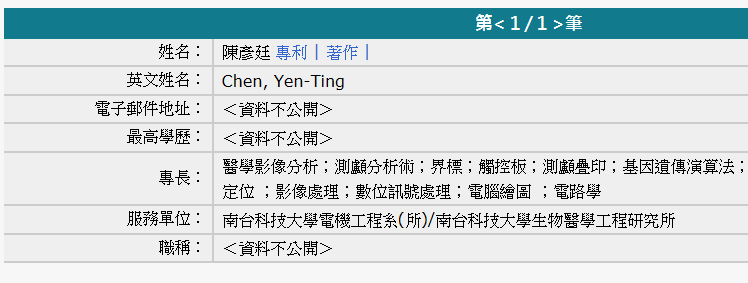 第< 1 / 1 >筆
姓名： 陳彥廷 專利 | 著作 |
英文姓名： Chen, Yen-Ting
電子郵件地址： ＜資料不公開＞
最高學歷： ＜資料不公開＞
專長： 醫學影像分析；測顱分析術；界標；觸控板；測顱疊印；基因遺傳演算法；
定位 ；影像處理；數位訊號處理；電腦繪圖 ；電路學
服務單位： 南台科技大學電機工程系(所)/南台科技大學生物醫學工程研究所
職稱： ＜資料不公開＞